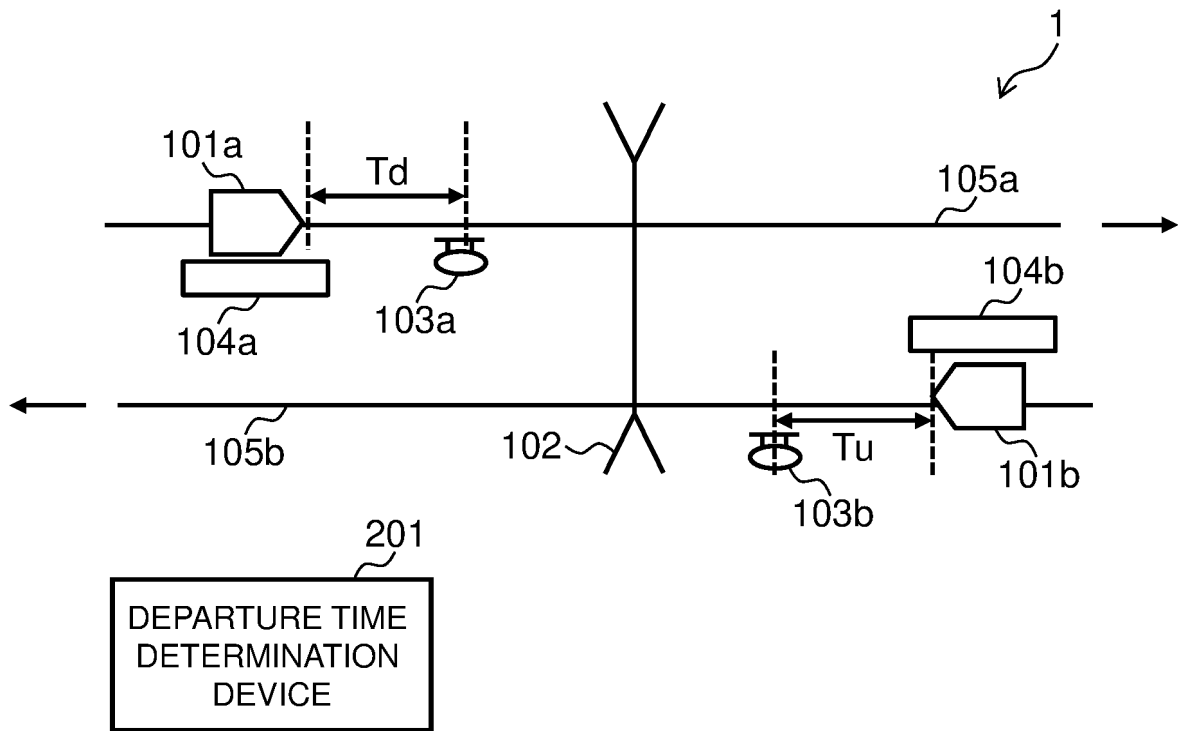 1
101a
Td
105a
104b
103a
104a
105b
102
Tu
101b
103b
201
DEPARTURE TIME
DETERMINATION
DEVICE